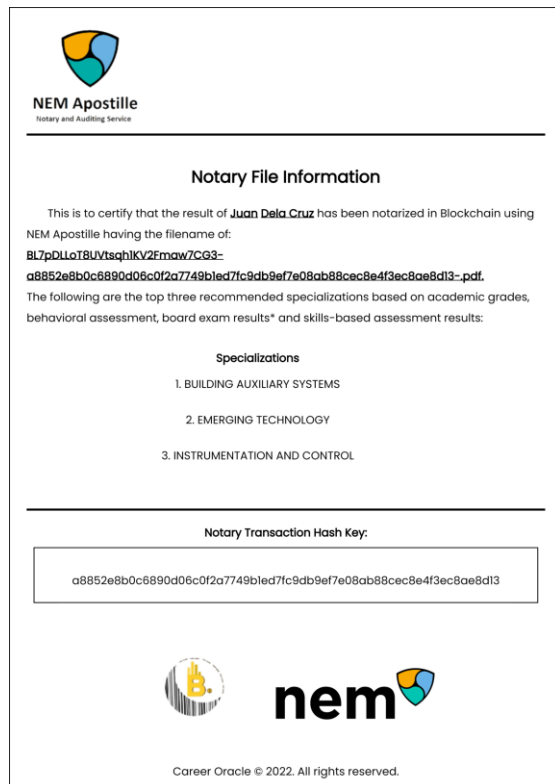 NEM Apostille
Notary and Auditing Service
Notary File Information
This is to certify that the result of Juan Dela Cruz has been notarized in Blockchain using
NEM Apostille having the filename of:
BL7pDLLoT8UVtsqh1KV2Fmaw7CG3-
a8852e8b0c6890d06c0f2a7749b1ed7fc9db9ef7e08ab88cec8e4f3ec8ae8d13-.pdf.
The following are the top three recommended specializations based on academic grades,
behavioral assessment, board exam results* and skills-based assessment results:
Specializations
1. BUILDING AUXILIARY SYSTEMS
2. EMERGING TECHNOLOGY
3. INSTRUMENTATION AND CONTROL
Notary Transaction Hash Key:
a8852e8b0c6890d06c0f2a7749b1ed7fc9db9ef7e08ab88cec8e4f3ec8ae8d13
B
nem
Career Oracle © 2022. All rights reserved.